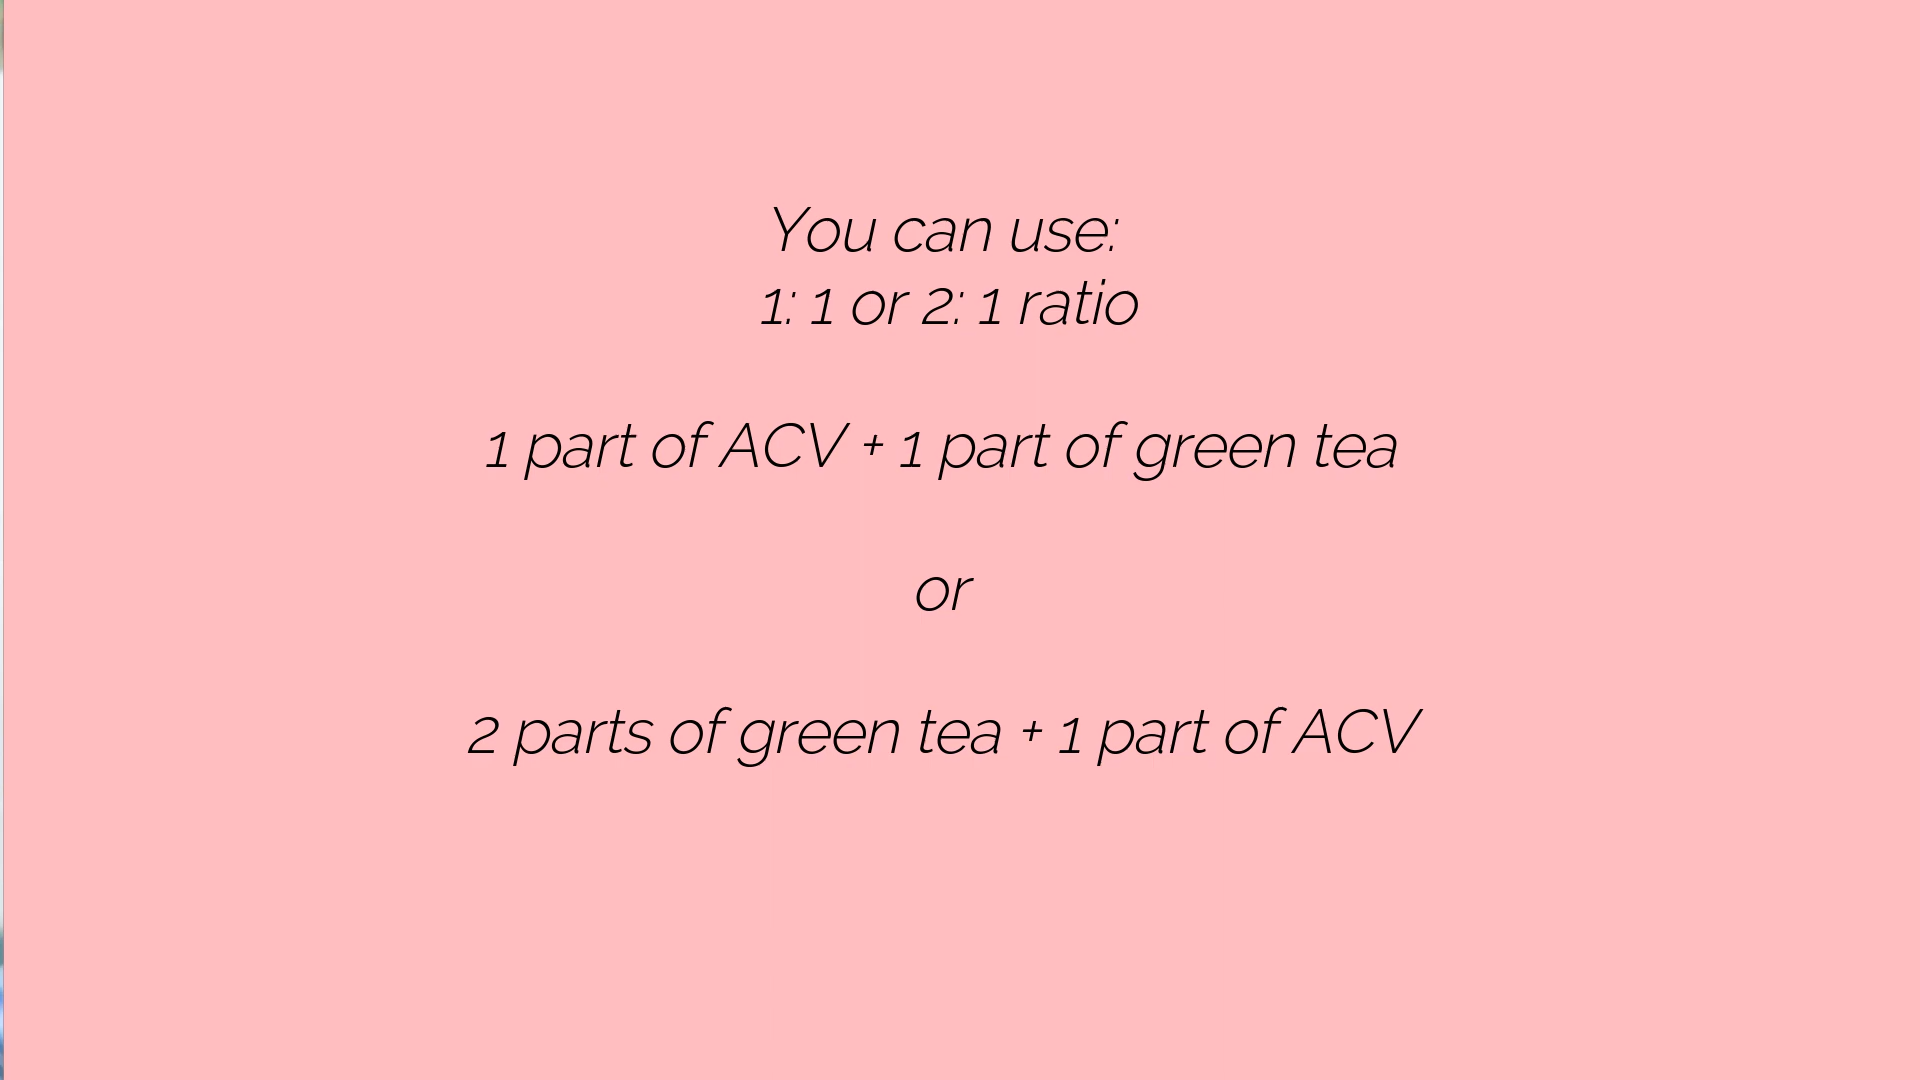 You can use:
1: 1 or 2: 1 ratio
1 part of ACV + 1 part of green tea
or
2 parts of green tea + 1 part of ACV